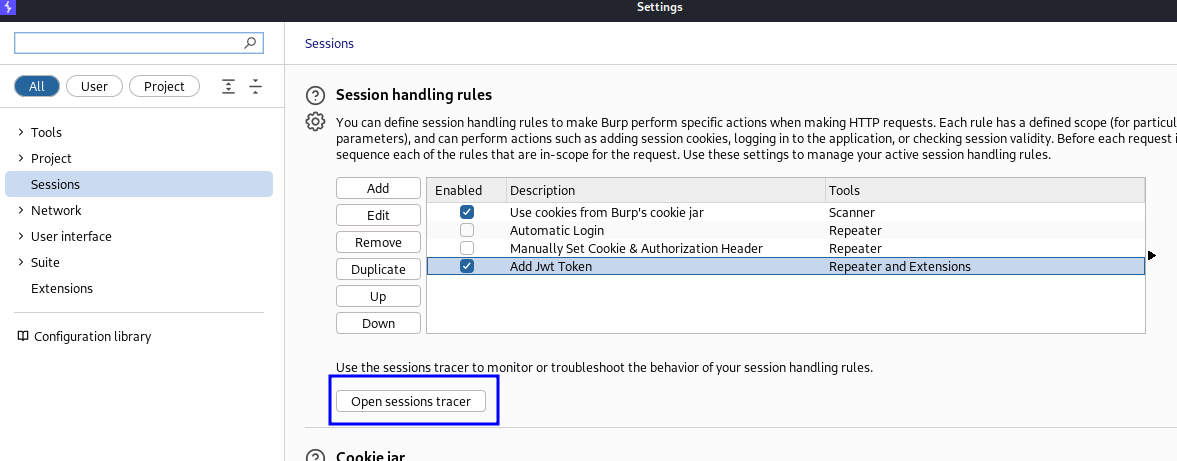 Settings
Sessions
All
User
Project
Tools
Project
Sessions
Network
User interface
Suite
Extensions
Configuration library
Session handling rules
You can define session handling rules to make Burp perform specific actions when making HTTP requests. Each rule has a defined scope (for particul
parameters), and can perform actions such as adding session cookies, logging in to the application, or checking session validity. Before each request i
sequence each of the rules that are in-scope for the request. Use these settings to manage your active session handling rules.
Add
Edit
Remove
Duplicate
Up
Down
Enabled Description Tools
Use cookies from Burp's cookie jar Scanner
Automatic Login Repeater
Manually Set Cookie & Authorization Header Repeater
Add Jwt Token Repeater and Extensions
Use the sessions tracer to monitor or troubleshoot the behavior of your session handling rules.
Open sessions tracer
Cookie jar